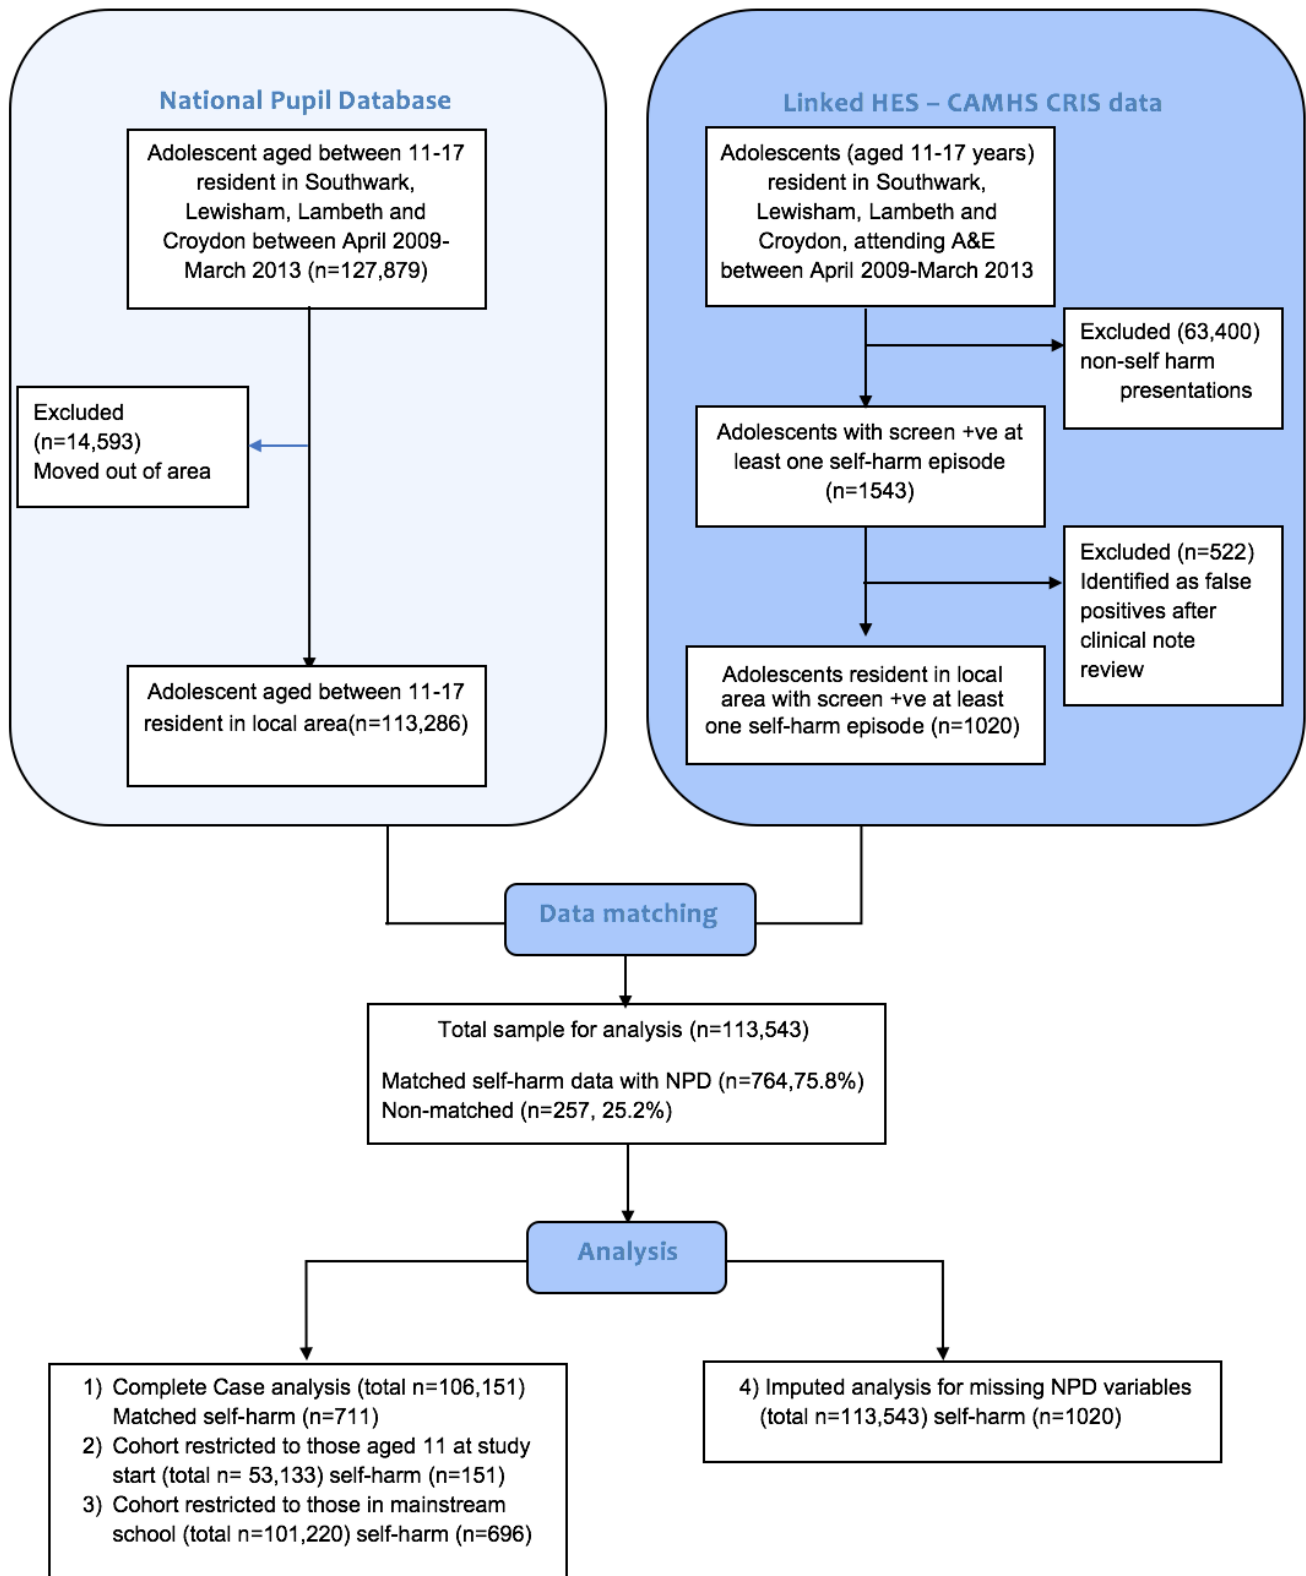 National Pupil Database
Adolescent aged between 11-17
resident in Southwark,
Lewisham, Lambeth and
Croydon between April 2009-
March 2013 (n=127,879)
Excluded
(n=14,593)
Moved out of area
Adolescent aged between 11-17
resident in local area(n=113,286)
Linked HES – CAMHS CRIS data
Adolescents (aged 11-17 years)
resident in Southwark,
Lewisham, Lambeth and
Croydon, attending A&E
between April 2009-March 2013
Excluded (63,400)
non-self harm
presentations
Adolescents with screen +ve at
least one self-harm episode
(n=1543)
Excluded (n=522)
Identified as false
positives after
clinical note
review
Adolescents resident in local
area with screen +ve at least
one self-harm episode (n=1020)
Data matching
Total sample for analysis (n=113,543)
Matched self-harm data with NPD (n=764,75.8%)
Non-matched (n=257, 25.2%)
Analysis
1) Complete Case analysis (total n=106,151)
Matched self-harm (n=711)
2) Cohort restricted to those aged 11 at study
start (total n= 53,133) self-harm (n=151)
3) Cohort restricted to those in mainstream
school (total n=101,220) self-harm (n=696)
4) Imputed analysis for missing NPD variables
(total n=113,543) self-harm (n=1020)